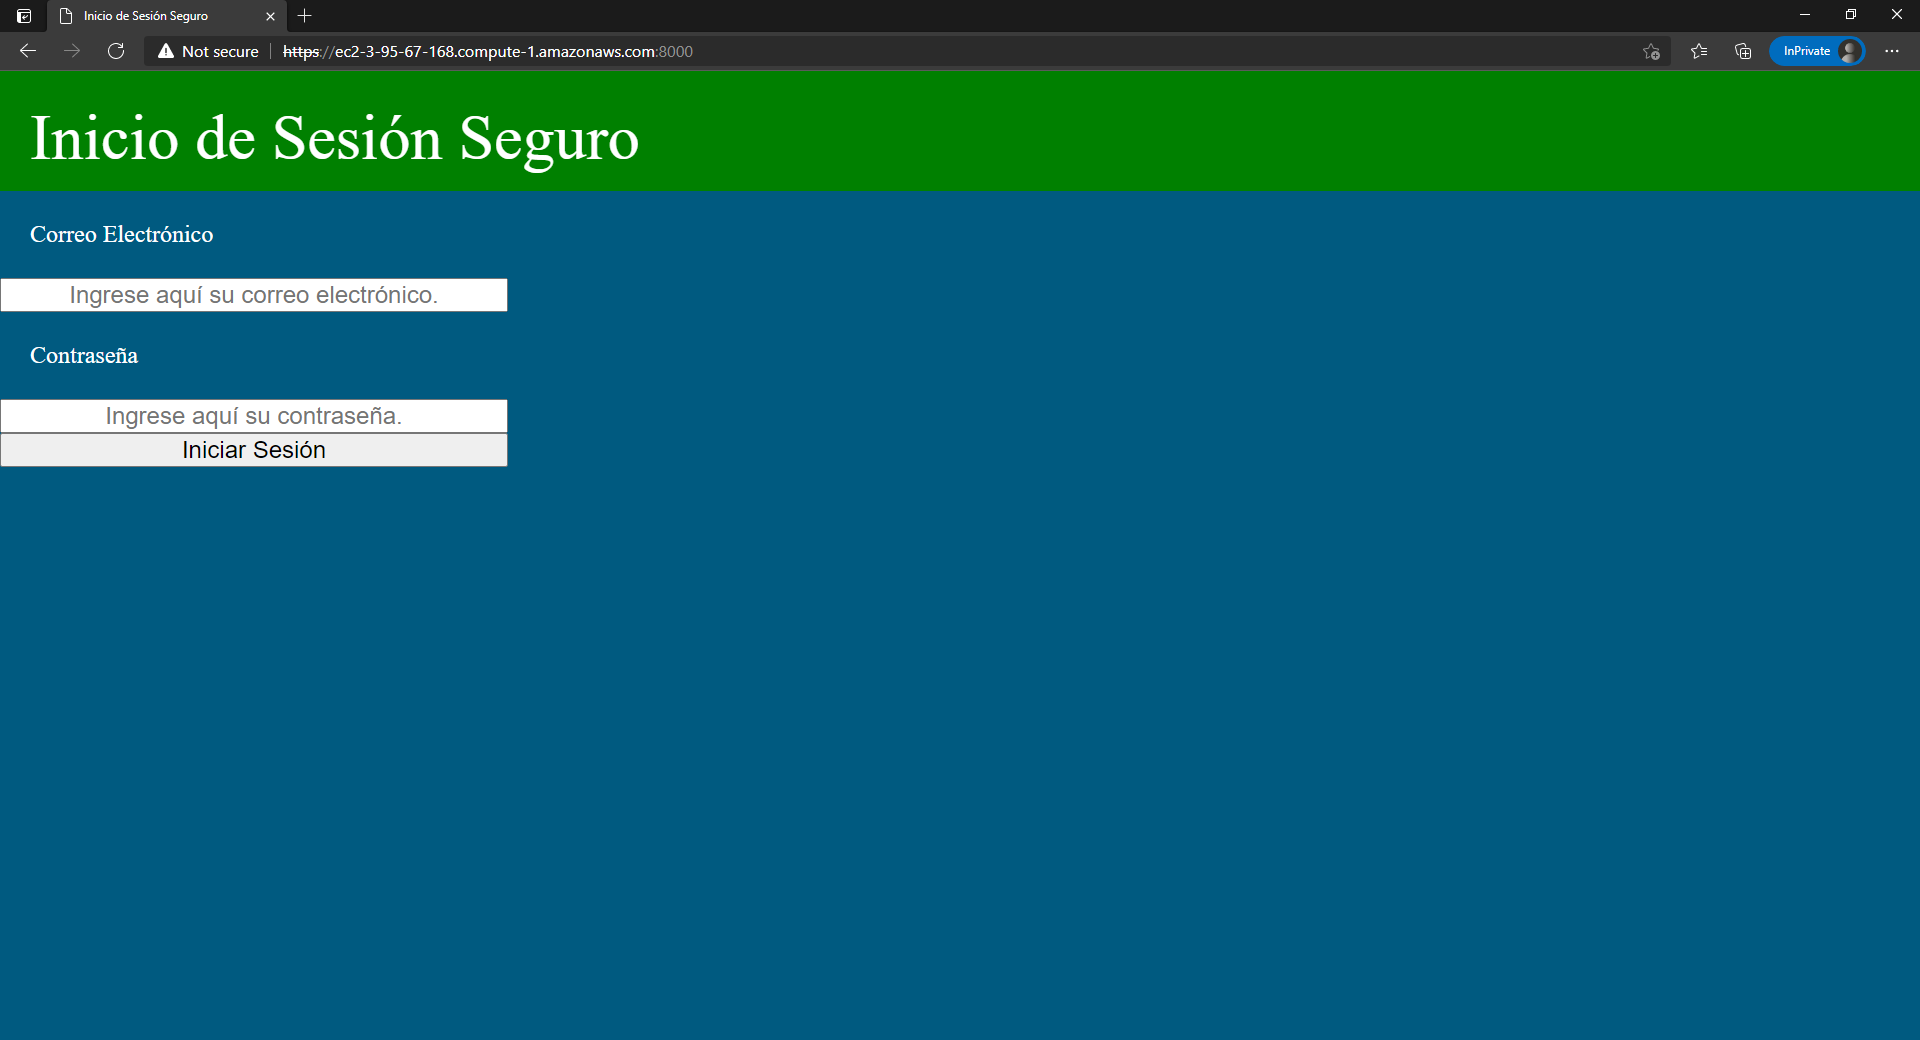 Inicio de Sesión Seguro
Not secure https://ec2-3-95-67-168.compute-1.amazonaws.com:8000
InPrivate
Inicio de Sesión Seguro
Correo Electrónico
Ingrese aquí su correo electrónico.
Contraseña
Ingrese aquí su contraseña.
Iniciar Sesión